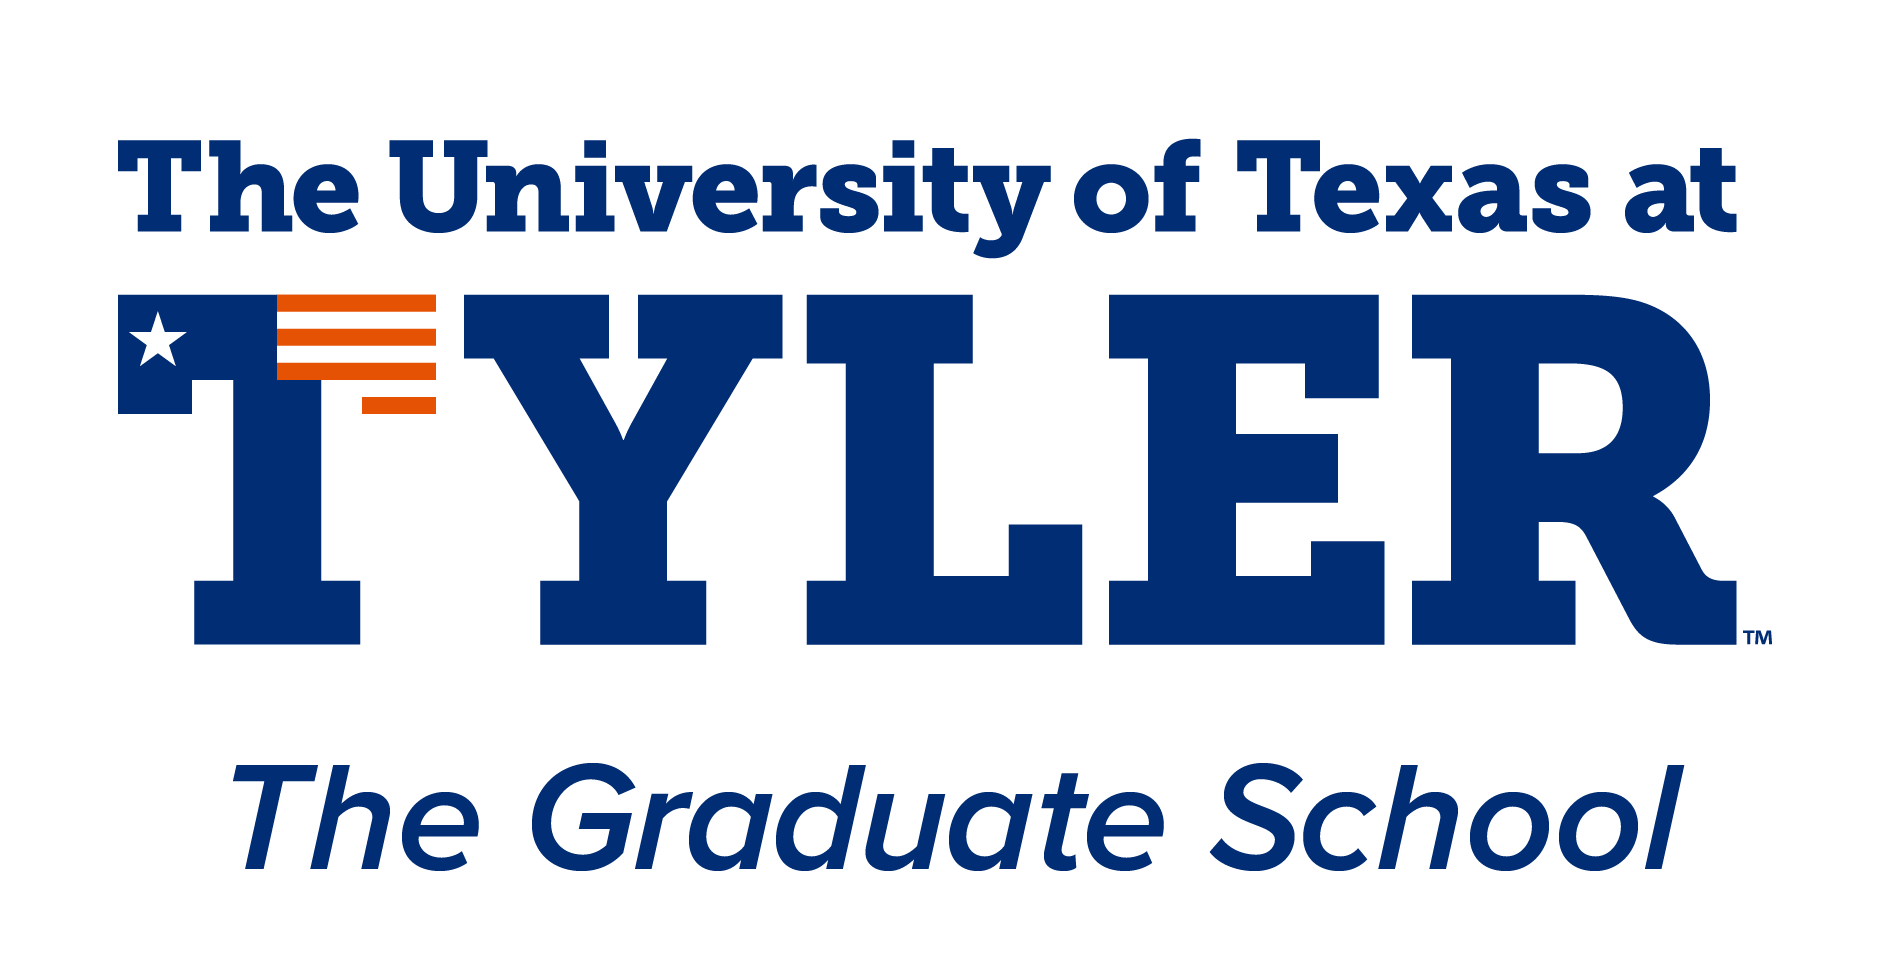 The University of Texas at
TYLER™
The Graduate School